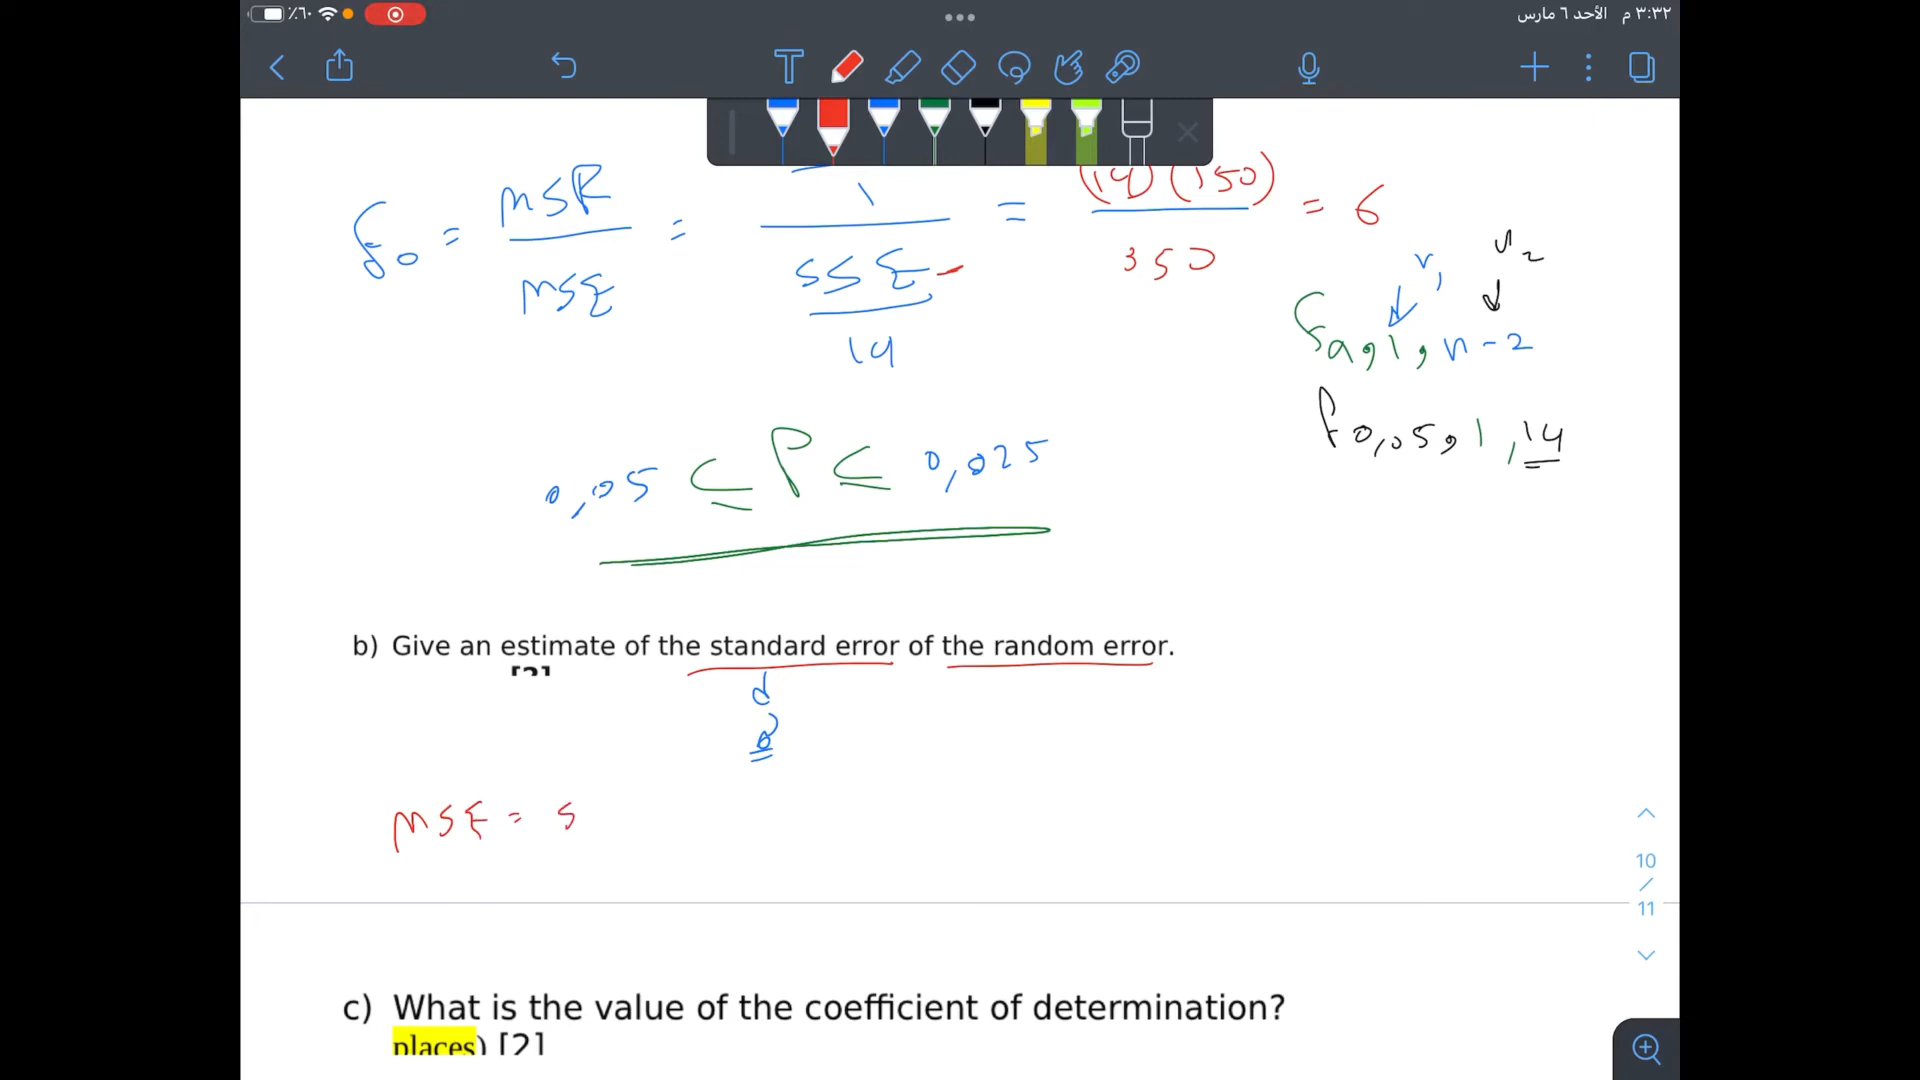 ٪٦٠
٣:٣٢ م الأحد ٦ مارس
f0 = MSR / MSE = 1 / SSE / 14 = (14)(150) / 350 = 6
v1 v2
fa,1,n-2
f0,05,1,14
0,05 ≤ P ≤ 0,025
b) Give an estimate of the standard error of the random error.
MSE = S
10
/
11
c) What is the value of the coefficient of determination?
places) [2]